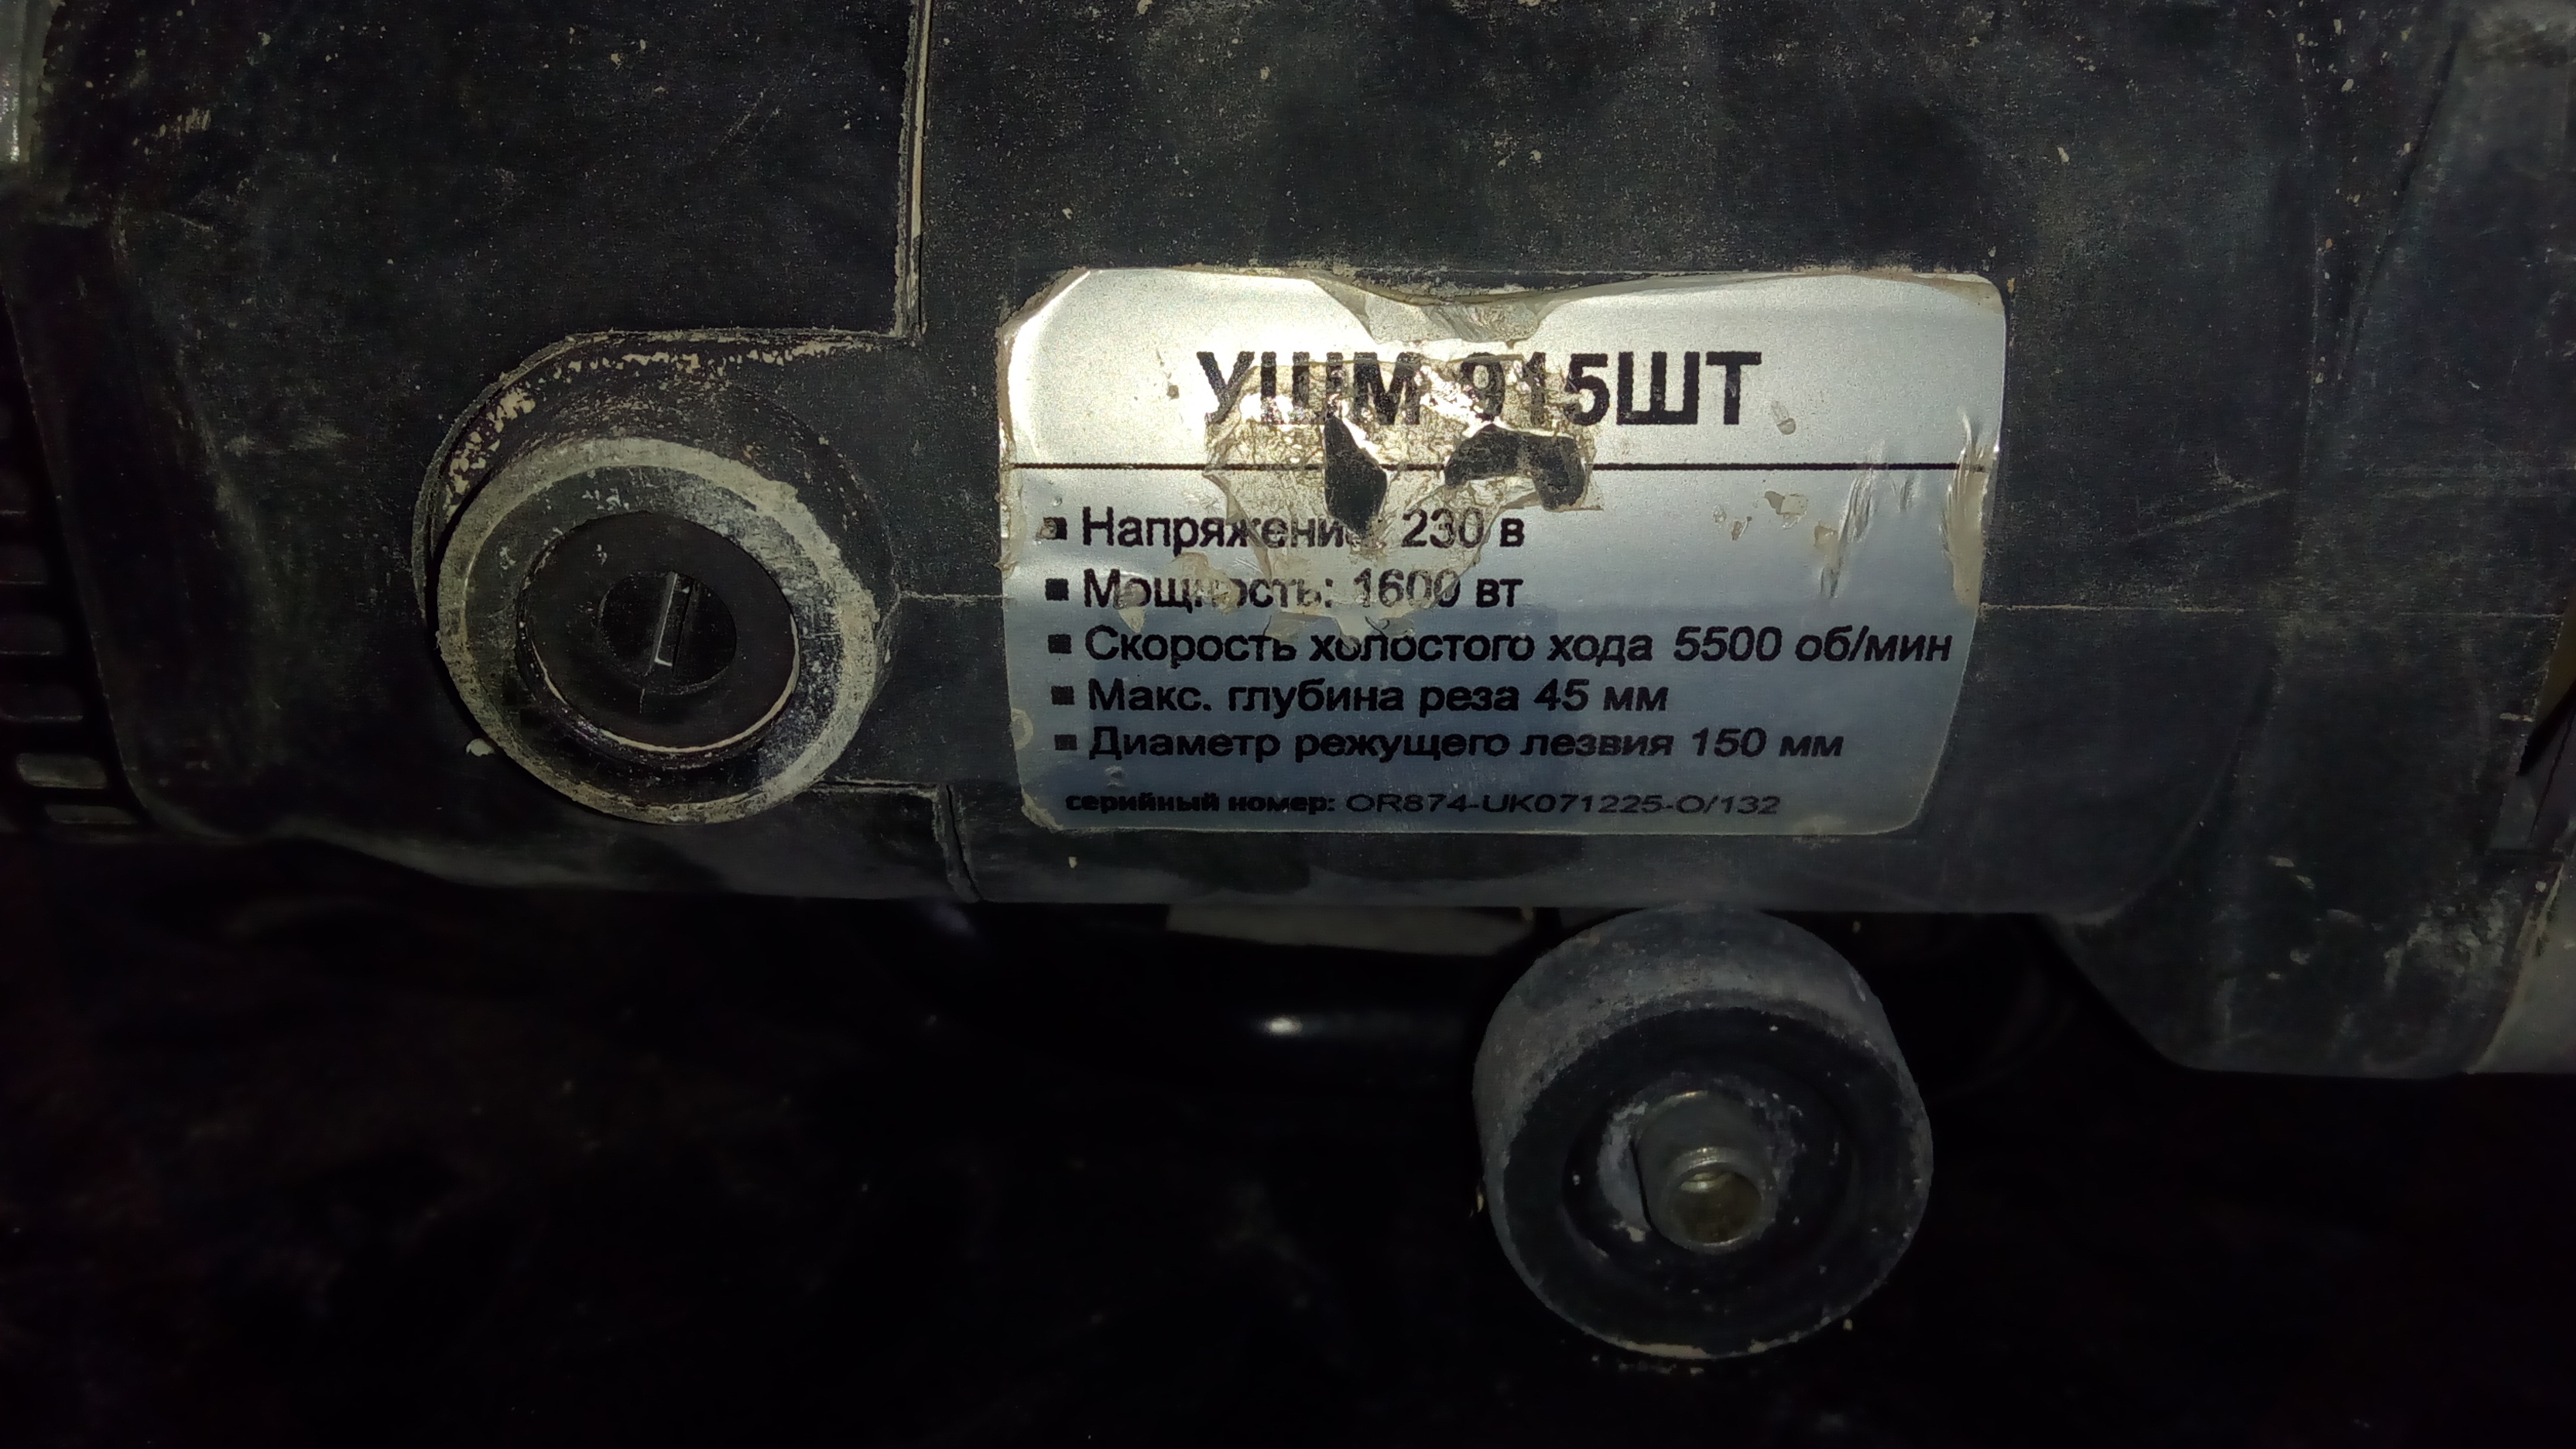 УШМ-915ШТ
▪ Напряжение: 230 в
▪ Мощность: 1600 вт
▪ Скорость холостого хода 5500 об/мин
▪ Макс. глубина реза 45 мм
▪ Диаметр режущего лезвия 150 мм
серийный номер: OR874-UK071225-O/132